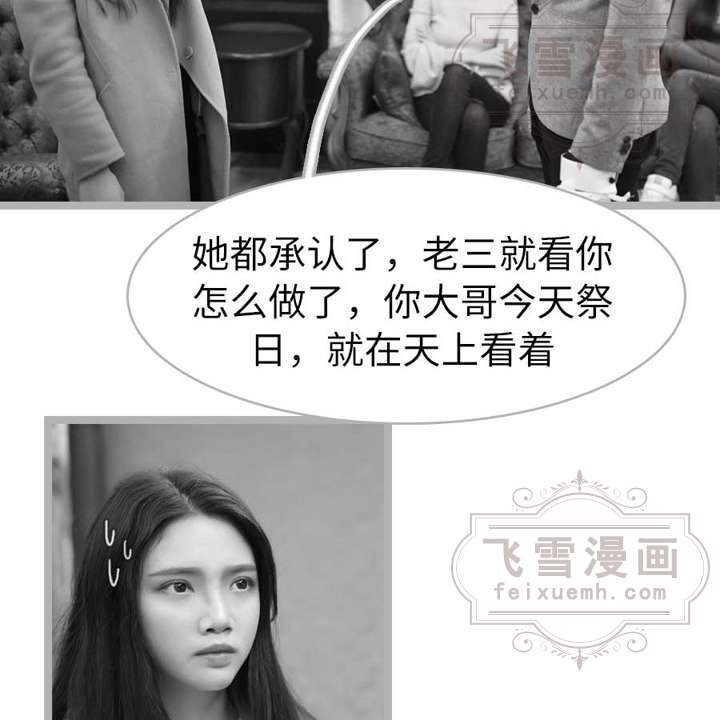 飞雪漫画
feixuemh.com
她都承认了，老三就看你
怎么做了，你大哥今天祭
日，就在天上看着
飞雪漫画
feixuemh.com